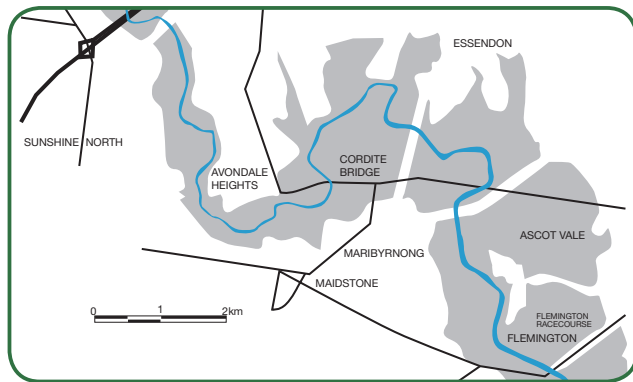 ESSENDON
SUNSHINE NORTH
CORDITE
BRIDGE
AVONDALE
HEIGHTS
ASCOT VALE
MARIBYRNONG
MAIDSTONE
0 1 2km
FLEMINGTON
RACECOURSE
FLEMINGTON